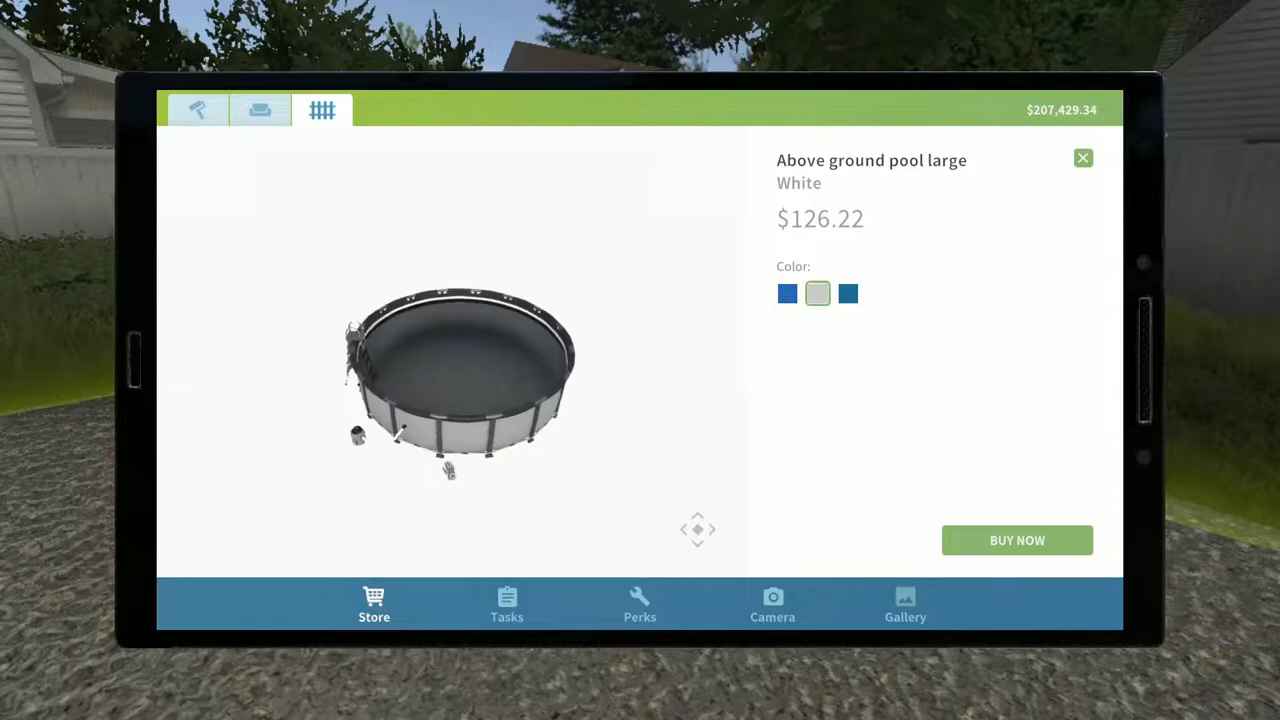 $207,429.34
Above ground pool large
White
$126.22
Color:
BUY NOW
Store
Tasks
Perks
Camera
Gallery